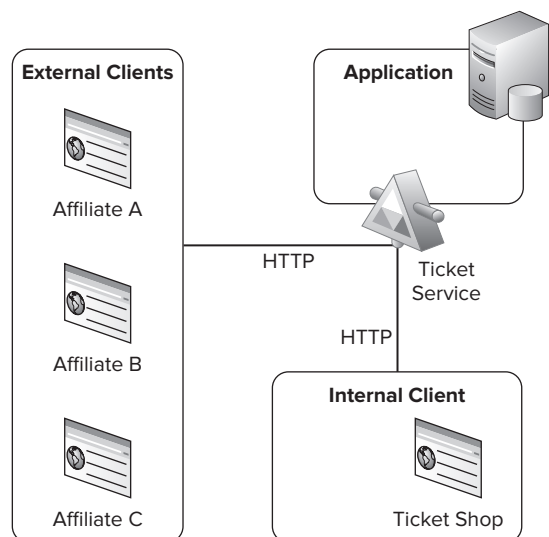 External Clients
Affiliate A
Affiliate B
Affiliate C
Application
HTTP
Ticket
Service
HTTP
Internal Client
Ticket Shop